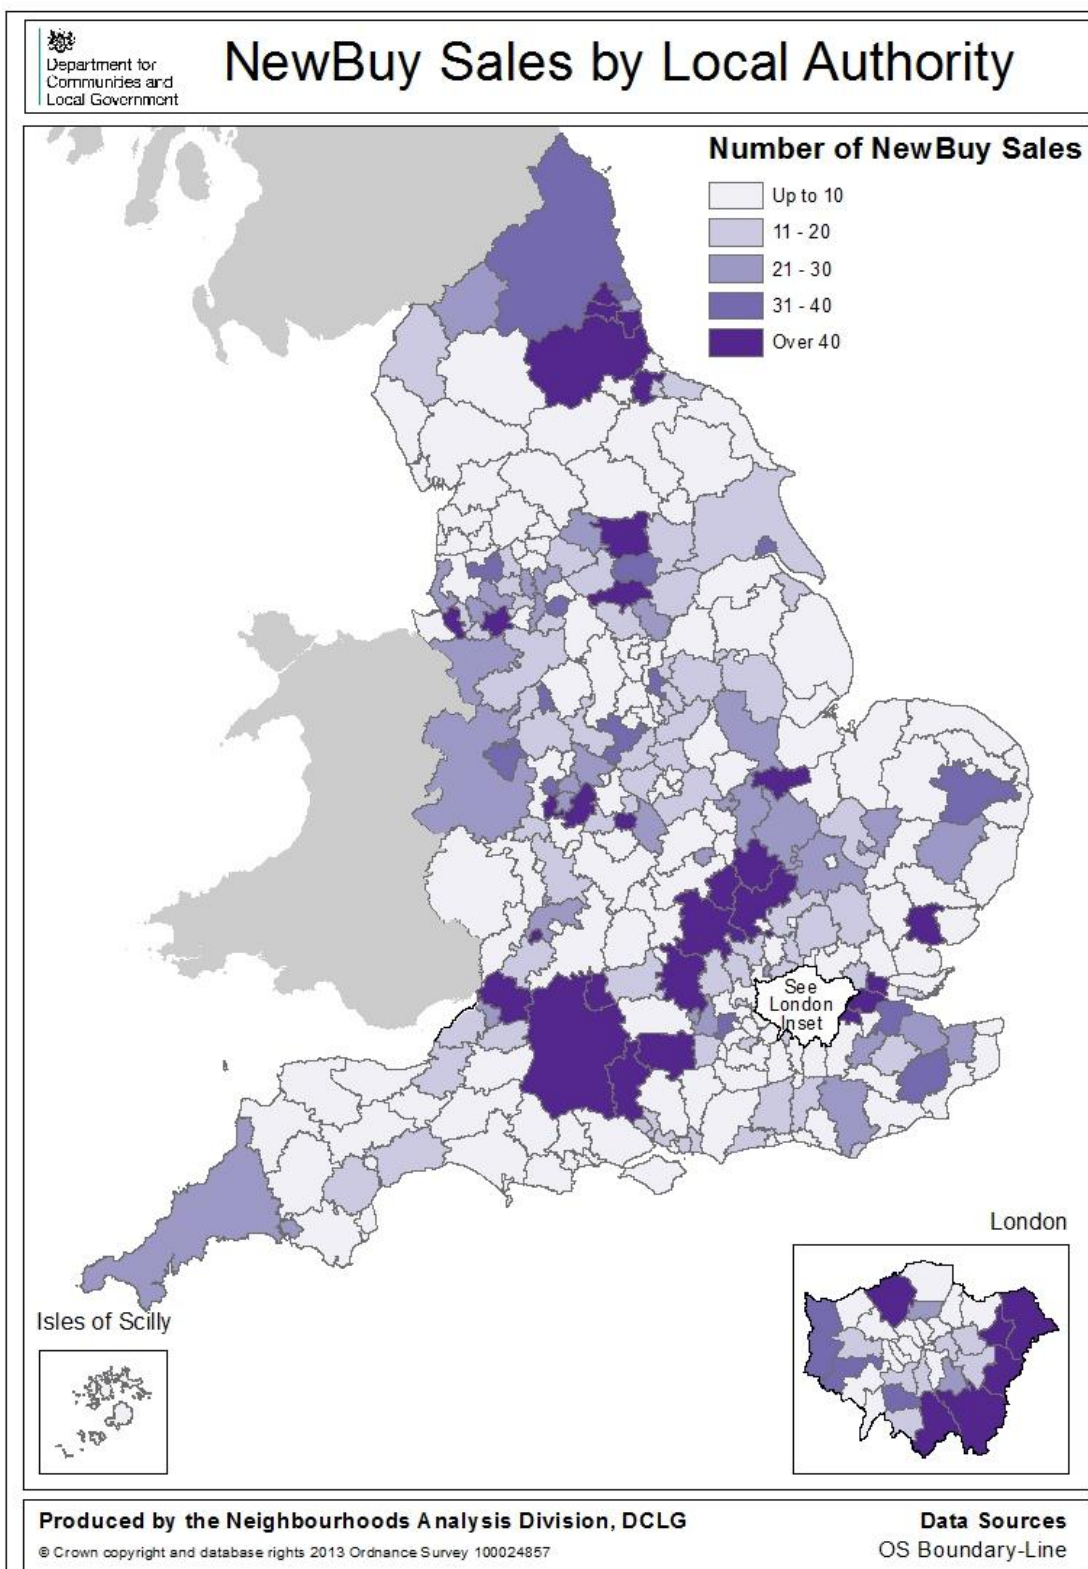 Department for
Communities and
Local Government
NewBuy Sales by Local Authority
Number of NewBuy Sales
Up to 10
11 - 20
21 - 30
31 - 40
Over 40
See
London
Inset
London
Isles of Scilly
Produced by the Neighbourhoods Analysis Division, DCLG
© Crown copyright and database rights 2013 Ordnance Survey 100024857
Data Sources
OS Boundary-Line